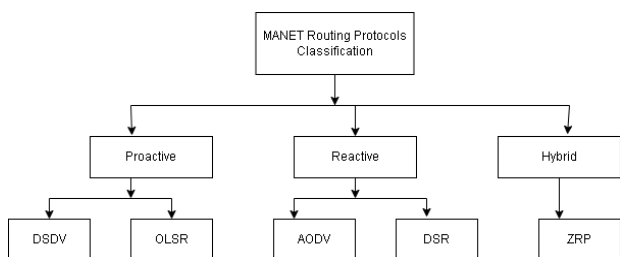 MANET Routing Protocols
Classification
Proactive
Reactive
Hybrid
DSDV
OLSR
AODV
DSR
ZRP